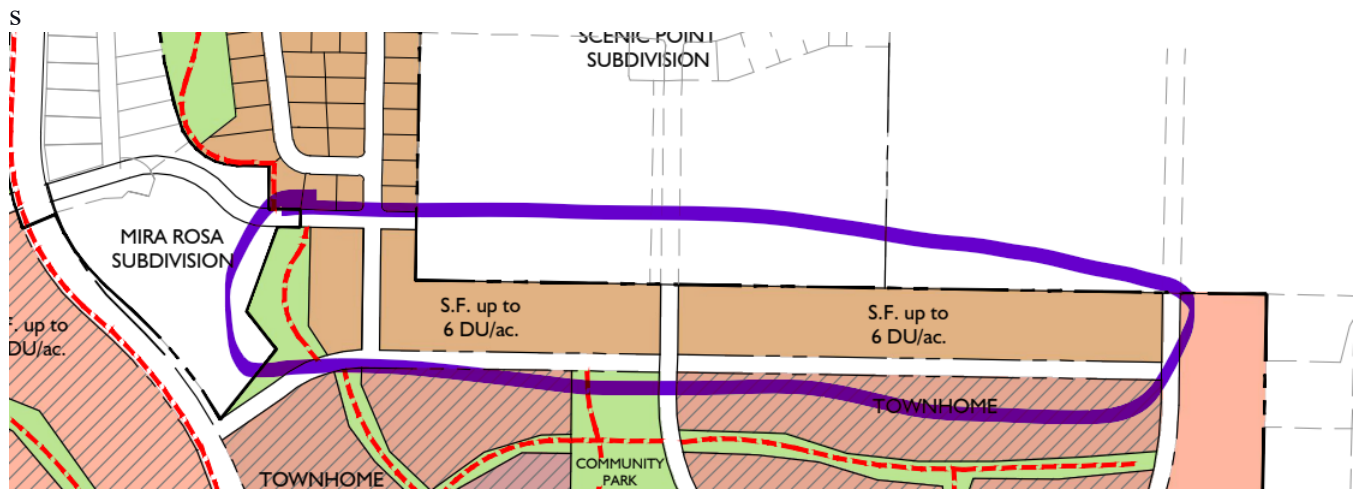 s
SCENIC POINT
SUBDIVISION
MIRA ROSA
SUBDIVISION
F. up to
DU/ac.
S.F. up to
6 DU/ac.
S.F. up to
6 DU/ac.
TOWNHOME
COMMUNITY
PARK
TOWNHOME